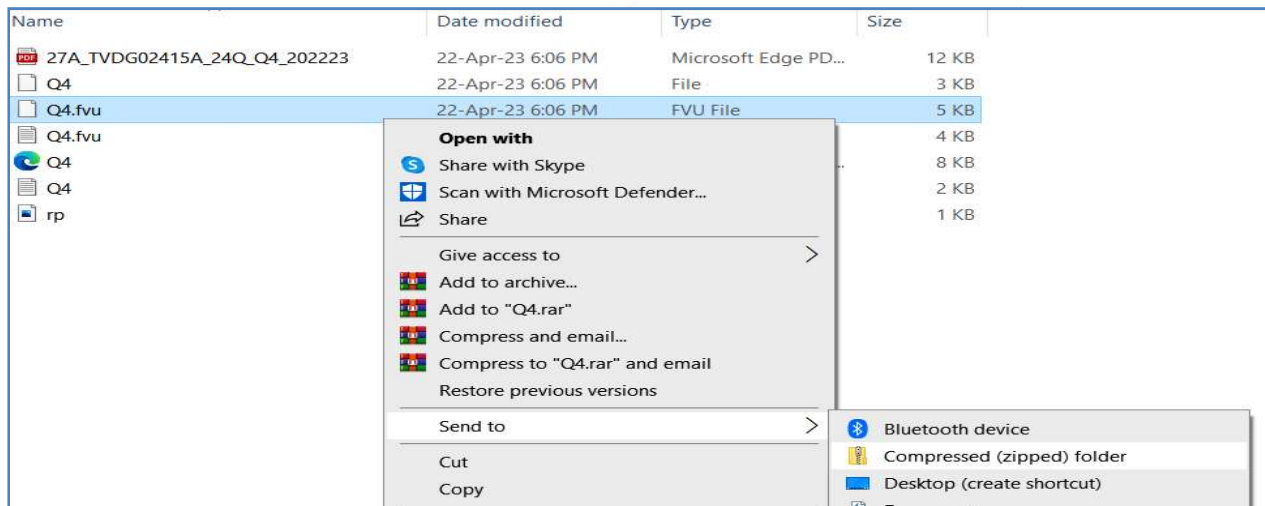 Name Date modified Type Size
27A_TVDG02415A_24Q_Q4_202223 22-Apr-23 6:06 PM Microsoft Edge PD... 12 KB
Q4 22-Apr-23 6:06 PM File 3 KB
Q4.fvu 22-Apr-23 6:06 PM FVU File 5 KB
Q4.fvu 4 KB
Q4 8 KB
Q4 2 KB
rp 1 KB
Open with
Share with Skype
Scan with Microsoft Defender...
Share
Give access to
Add to archive...
Add to "Q4.rar"
Compress and email...
Compress to "Q4.rar" and email
Restore previous versions
Send to
Bluetooth device
Compressed (zipped) folder
Desktop (create shortcut)
Cut
Copy